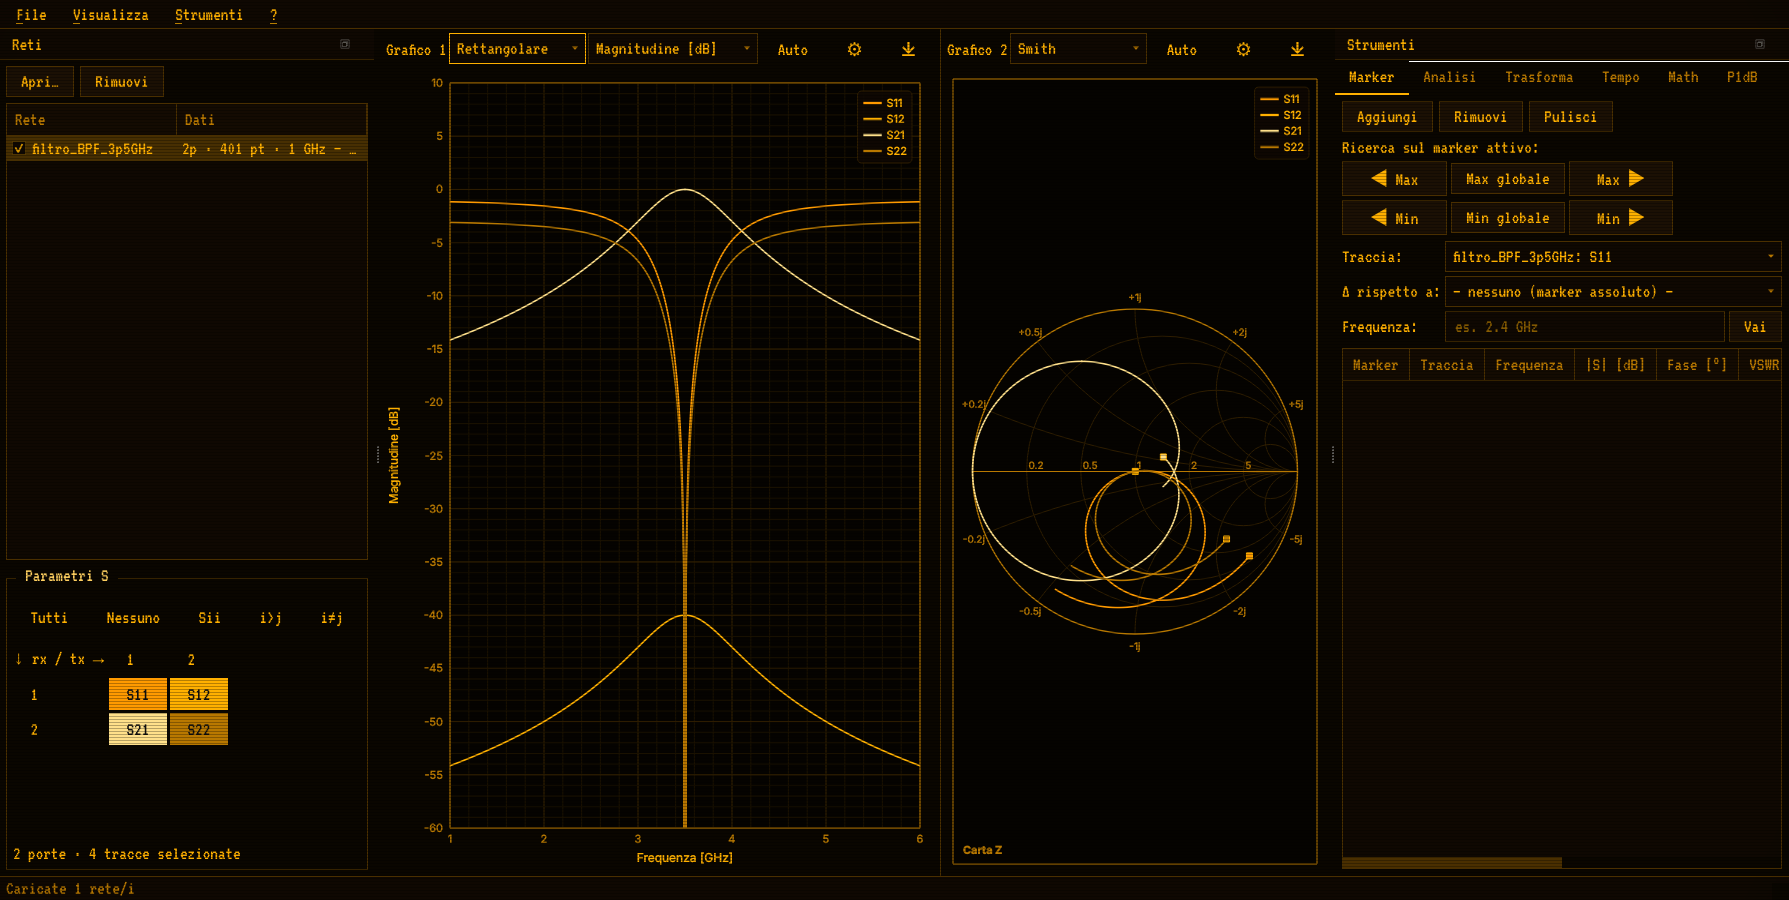 File Visualizza Strumenti ?
Reti
Apri… Rimuovi
Rete Dati
filtro_BPF_3p5GHz 2p · 401 pt · 1 GHz – …
Parametri S
Tutti Nessuno Sii i>j i≠j
↓ rx / tx → 1 2
1 S11 S12
2 S21 S22
2 porte · 4 tracce selezionate
Caricate 1 rete/i
Grafico 1 Rettangolare Magnitudine [dB] Auto
10
5
0
-5
-10
-15
-20
-25
-30
-35
-40
-45
-50
-55
-60
Magnitudine [dB]
S11
S12
S21
S22
1 2 3 4 5 6
Frequenza [GHz]
Grafico 2 Smith Auto
S11
S12
S21
S22
+1j
+0.5j +2j
+0.2j +5j
0.2 0.5 1 2 5
-0.2j -5j
-0.5j -2j
-1j
Carta Z
Strumenti
Marker Analisi Trasforma Tempo Math P1dB
Aggiungi Rimuovi Pulisci
Ricerca sul marker attivo:
◀ Max Max globale Max ▶
◀ Min Min globale Min ▶
Traccia: filtro_BPF_3p5GHz: S11
Δ rispetto a: – nessuno (marker assoluto) –
Frequenza: es. 2.4 GHz Vai
Marker Traccia Frequenza |S| [dB] Fase [°] VSWR